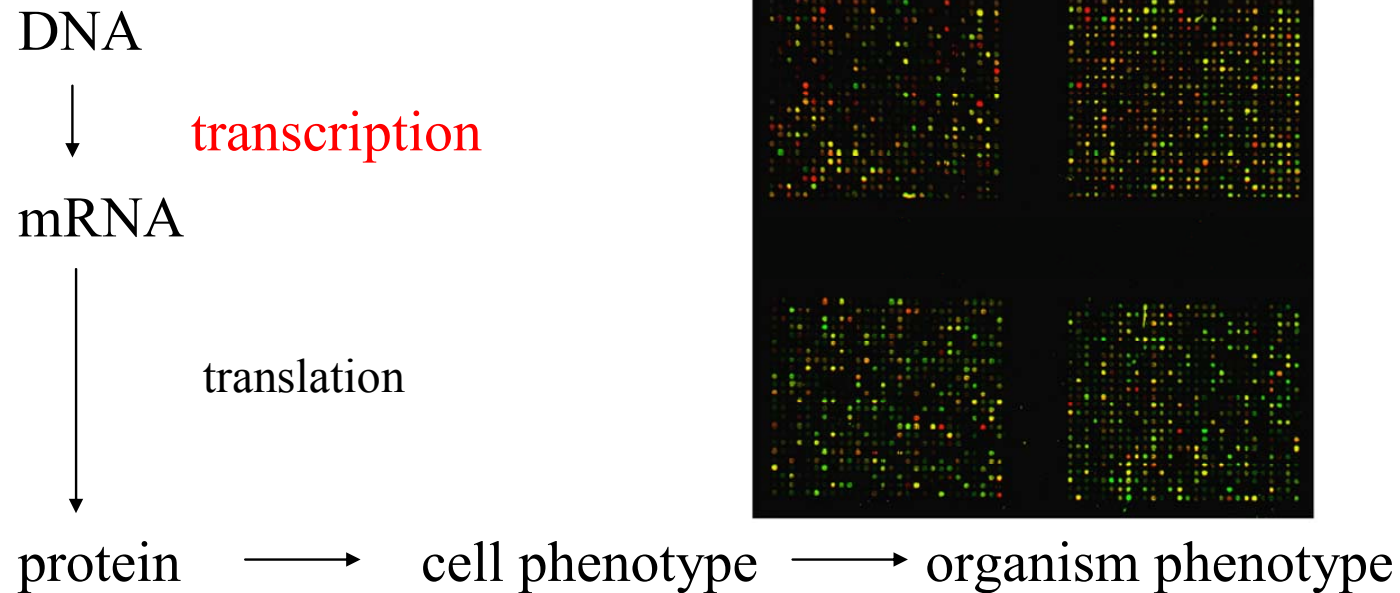 DNA
transcription
mRNA
translation
protein
cell phenotype
organism phenotype